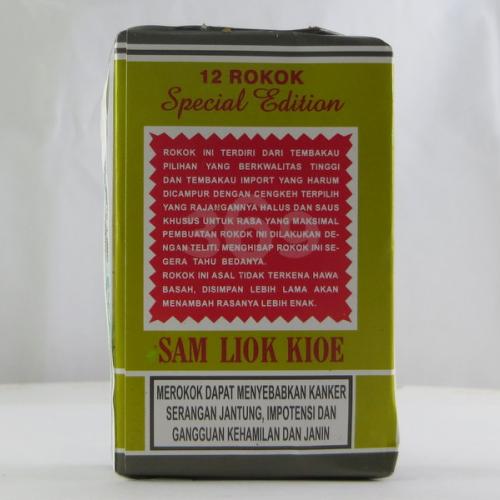 12 ROKOK
Special Edition
ROKOK INI TERDIRI DARI TEMBAKAU
PILIHAN YANG BERKWALITAS TINGGI
DAN TEMBAKAU IMPORT YANG HARUM
DICAMPUR DENGAN CENGKEH TERPILIH
YANG RAJANGANNYA HALUS DAN SAUS
KHUSUS UNTUK RASA YANG MAKSIMAL
PEMBUATAN ROKOK INI DILAKUKAN DE-
NGAN TELITI. MENGHISAP ROKOK INI SE-
GERA TAHU BEDANYA.
ROKOK INI ASAL TIDAK TERKENA HAWA
BASAH, DISIMPAN LEBIH LAMA AKAN
MENAMBAH RASANYA LEBIH ENAK.
SAM LIOK KIOE
MEROKOK DAPAT MENYEBABKAN KANKER
SERANGAN JANTUNG, IMPOTENSI DAN
GANGGUAN KEHAMILAN DAN JANIN